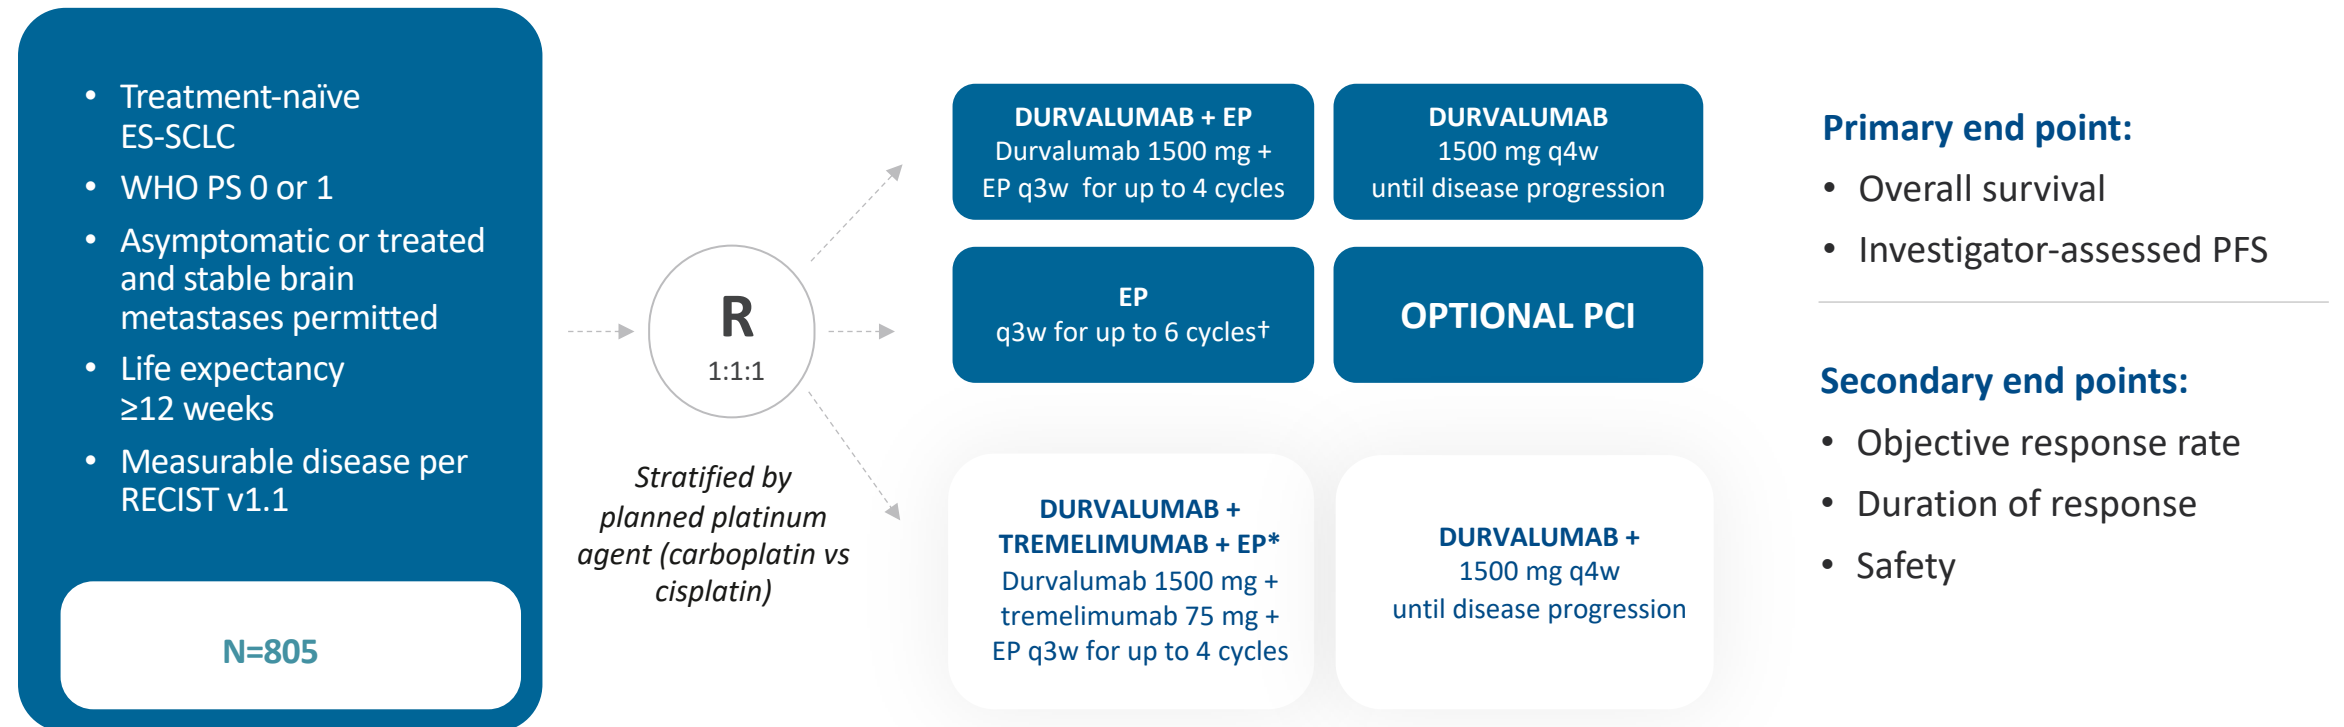 • Treatment-naïve
ES-SCLC
• WHO PS 0 or 1
• Asymptomatic or treated
and stable brain
metastases permitted
• Life expectancy
≥12 weeks
• Measurable disease per
RECIST v1.1
N=805
R
1:1:1
Stratified by
planned platinum
agent (carboplatin vs
cisplatin)
DURVALUMAB + EP
Durvalumab 1500 mg +
EP q3w for up to 4 cycles
DURVALUMAB
1500 mg q4w
until disease progression
EP
q3w for up to 6 cycles†
OPTIONAL PCI
DURVALUMAB +
TREMELIMUMAB + EP*
Durvalumab 1500 mg +
tremelimumab 75 mg +
EP q3w for up to 4 cycles
DURVALUMAB +
1500 mg q4w
until disease progression
Primary end point:
• Overall survival
• Investigator-assessed PFS
Secondary end points:
• Objective response rate
• Duration of response
• Safety